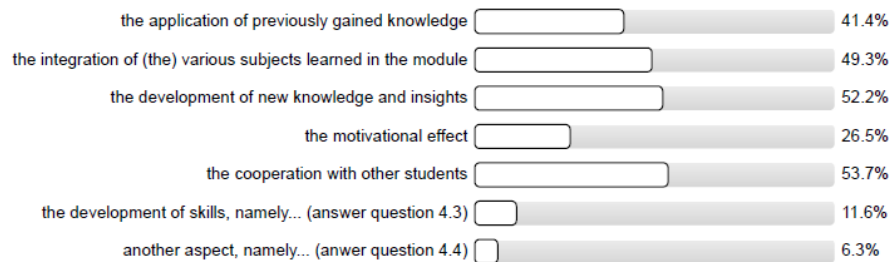 the application of previously gained knowledge 41.4%
the integration of (the) various subjects learned in the module 49.3%
the development of new knowledge and insights 52.2%
the motivational effect 26.5%
the cooperation with other students 53.7%
the development of skills, namely... (answer question 4.3) 11.6%
another aspect, namely... (anwer question 4.4) 6.3%